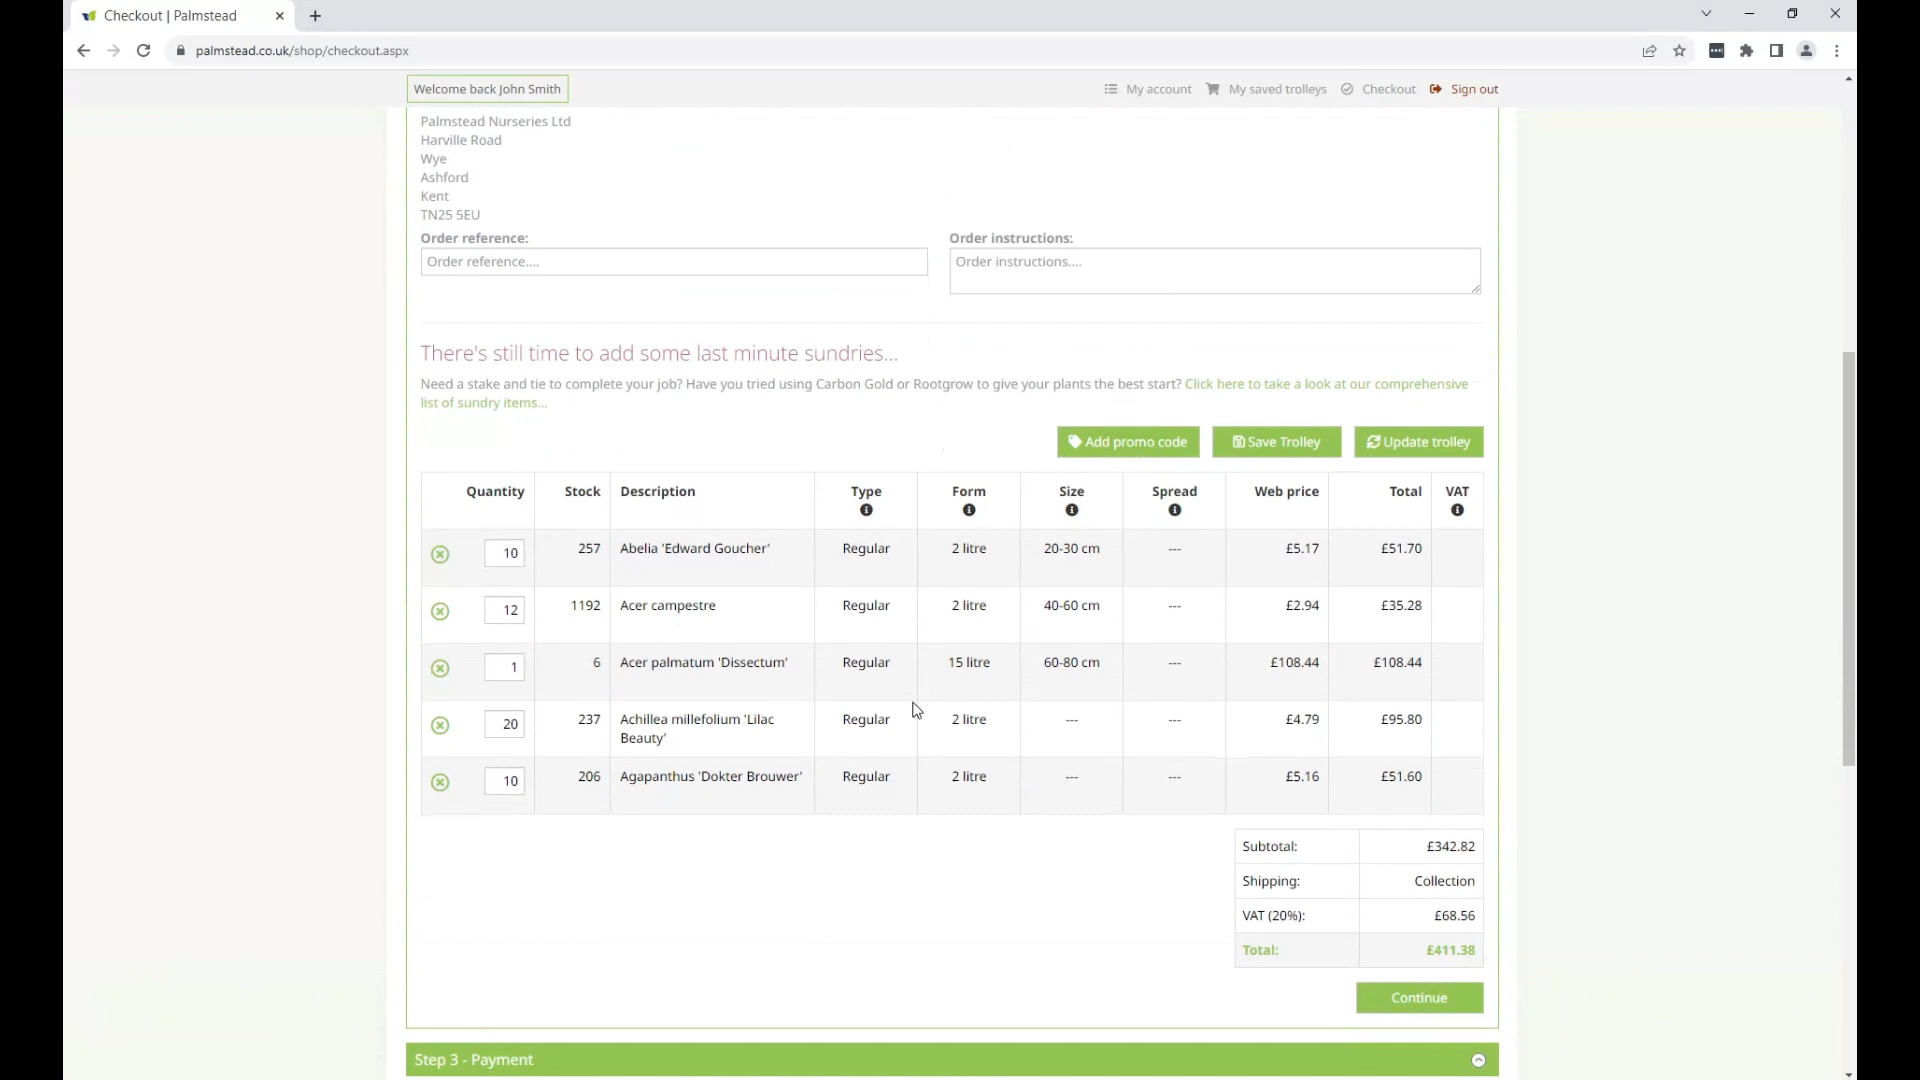 Checkout | Palmstead
palmstead.co.uk/shop/checkout.aspx
Welcome back John Smith
My account My saved trolleys Checkout Sign out
Palmstead Nurseries Ltd
Harville Road
Wye
Ashford
Kent
TN25 5EU
Order reference: Order instructions:
Order reference.... Order instructions....
There's still time to add some last minute sundries...
Need a stake and tie to complete your job? Have you tried using Carbon Gold or Rootgrow to give your plants the best start? Click here to take a look at our comprehensive
list of sundry items...
Add promo code Save Trolley Update trolley
Quantity Stock Description Type Form Size Spread Web price Total VAT
10 257 Abelia 'Edward Goucher' Regular 2 litre 20-30 cm --- £5.17 £51.70
12 1192 Acer campestre Regular 2 litre 40-60 cm --- £2.94 £35.28
1 6 Acer palmatum 'Dissectum' Regular 15 litre 60-80 cm --- £108.44 £108.44
20 237 Achillea millefolium 'Lilac Regular 2 litre --- --- £4.79 £95.80
Beauty'
10 206 Agapanthus 'Dokter Brouwer' Regular 2 litre --- --- £5.16 £51.60
Subtotal: £342.82
Shipping: Collection
VAT (20%): £68.56
Total: £411.38
Continue
Step 3 - Payment